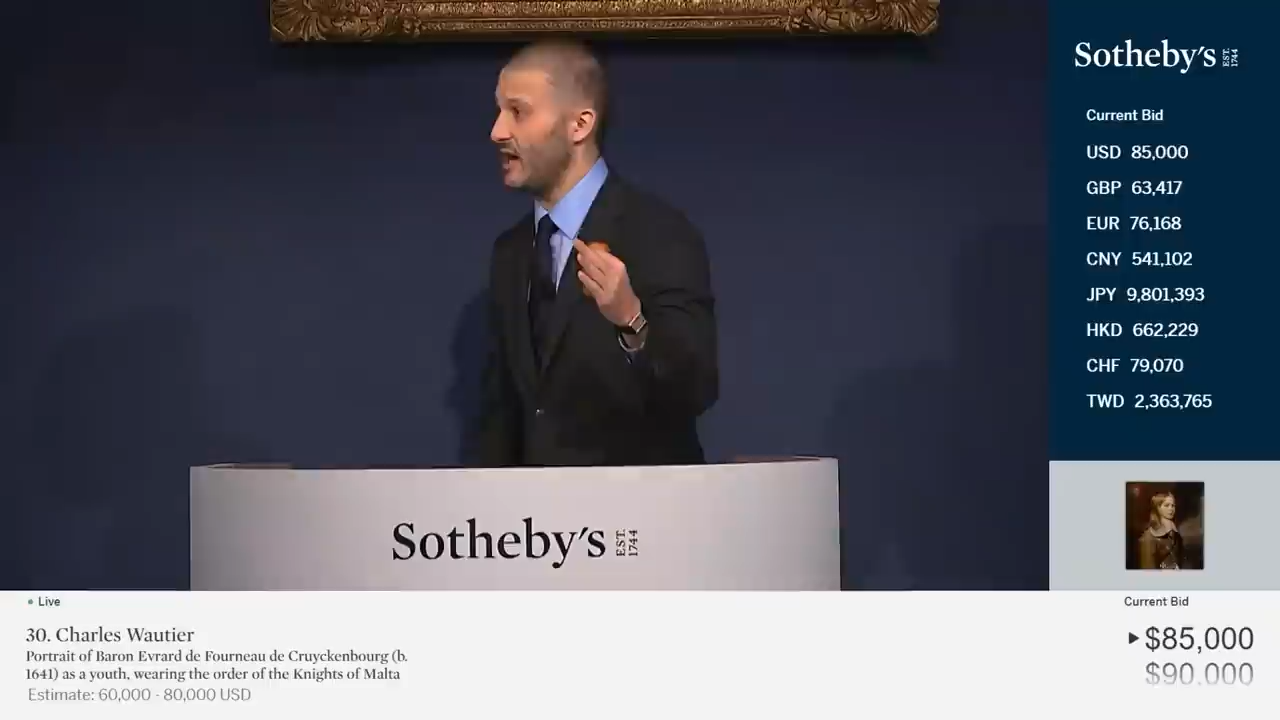 Sotheby's EST. 1744
Current Bid
USD 85,000
GBP 63,417
EUR 76,168
CNY 541,102
JPY 9,801,393
HKD 662,229
CHF 79,070
TWD 2,363,765
Sotheby's EST. 1744
• Live
30. Charles Wautier
Portrait of Baron Evrard de Fourneau de Cruyckenbourg (b.
1641) as a youth, wearing the order of the Knights of Malta
Estimate: 60,000 - 80,000 USD
Current Bid
▸$85,000
$90,000